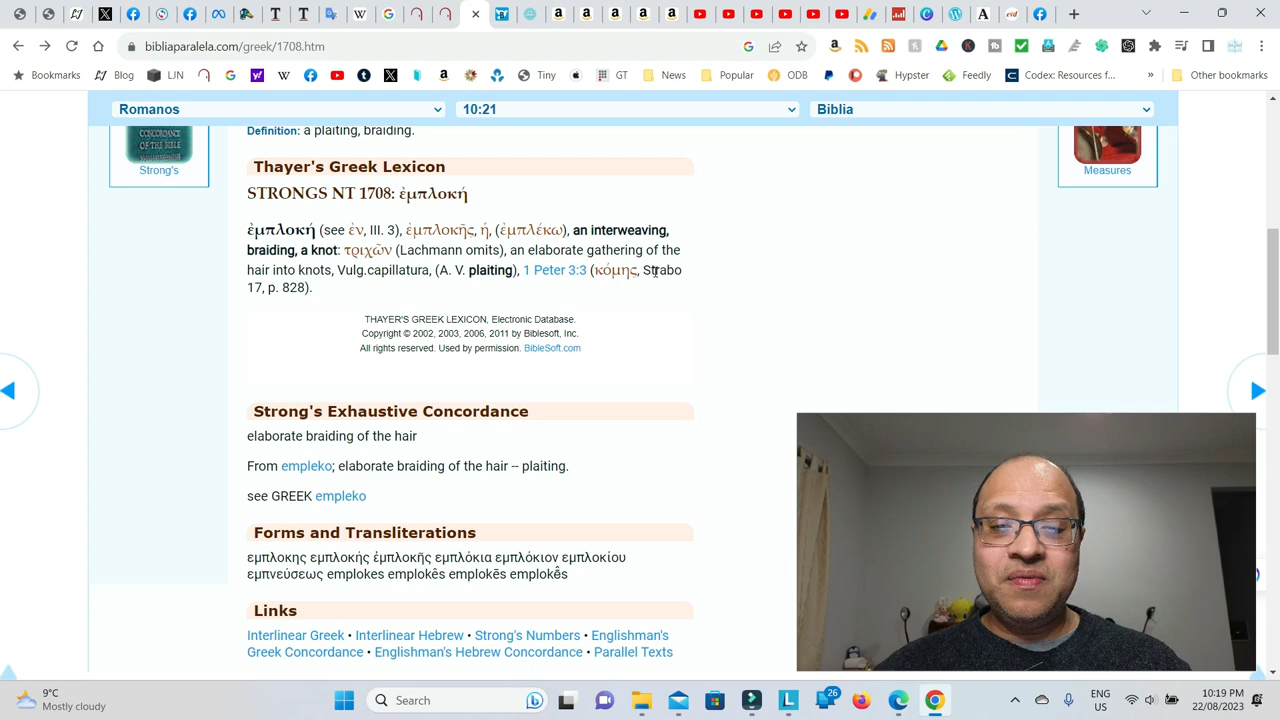 bibliaparalela.com/greek/1708.htm
Bookmarks Blog LIN Tiny GT News Popular ODB Hypster Feedly Codex: Resources f... » Other bookmarks
Romanos 10:21 Biblia
CONCORDANCE
OF THE BIBLE
Strong's
Measures
Definition: a plaiting, braiding.
Thayer's Greek Lexicon
STRONGS NT 1708: ἐμπλοκή
ἐμπλοκή (see ἐν, III. 3), ἐμπλοκῆς, ἡ, (ἐμπλέκω), an interweaving,
braiding, a knot: τριχῶν (Lachmann omits), an elaborate gathering of the
hair into knots, Vulg.capillatura, (A. V. plaiting), 1 Peter 3:3 (κόμης, Strabo
17, p. 828).
THAYER'S GREEK LEXICON, Electronic Database.
Copyright © 2002, 2003, 2006, 2011 by Biblesoft, Inc.
All rights reserved. Used by permission. BibleSoft.com
Strong's Exhaustive Concordance
elaborate braiding of the hair
From empleko; elaborate braiding of the hair -- plaiting.
see GREEK empleko
Forms and Transliterations
εμπλοκης εμπλοκής ἐμπλοκῆς εμπλόκια εμπλόκιον εμπλοκίου
εμπνεύσεως emplokes emplokês emplokēs emplokē̂s
Links
Interlinear Greek • Interlinear Hebrew • Strong's Numbers • Englishman's
Greek Concordance • Englishman's Hebrew Concordance • Parallel Texts
9°C
Mostly cloudy
Search
26
ENG
UU
10:19 PM
22/08/2023